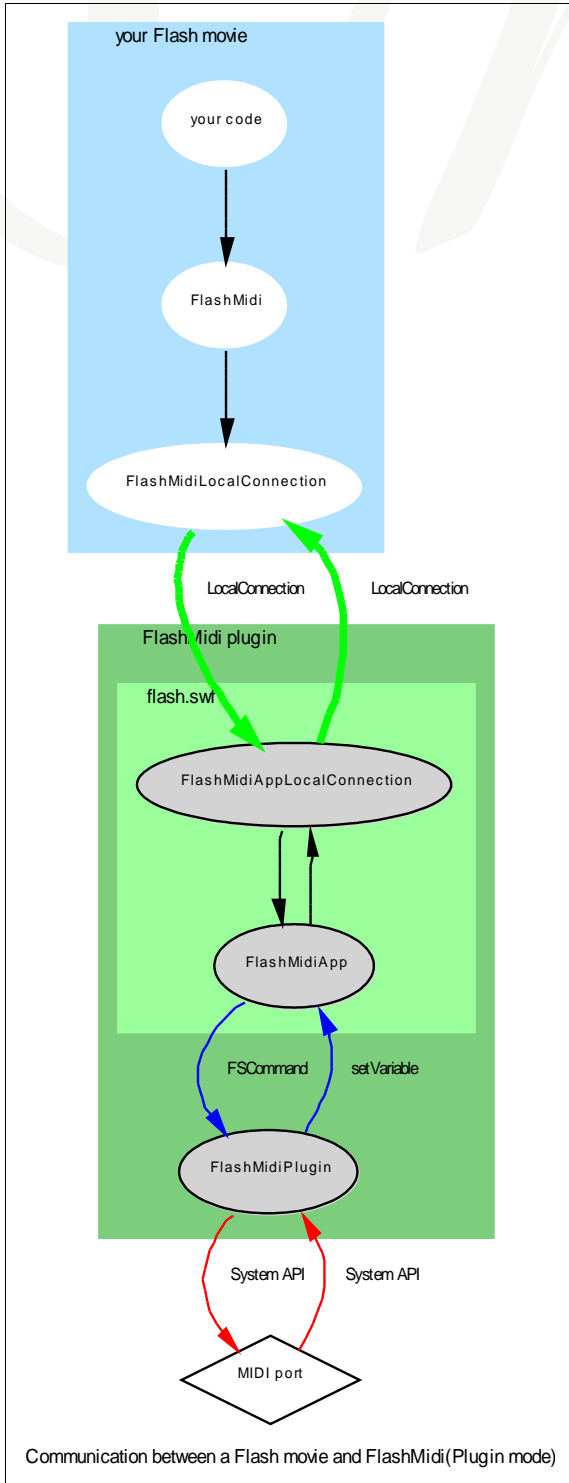 your Flash movie
your code
FlashMidi
FlashMidiLocalConnection
LocalConnection LocalConnection
FlashMidi plugin
flash.swf
FlashMidiAppLocalConnection
FlashMidiApp
FSCommand setVariable
FlashMidiPlugin
System API System API
MIDI port
Communication between a Flash movie and FlashMidi(Plugin mode)